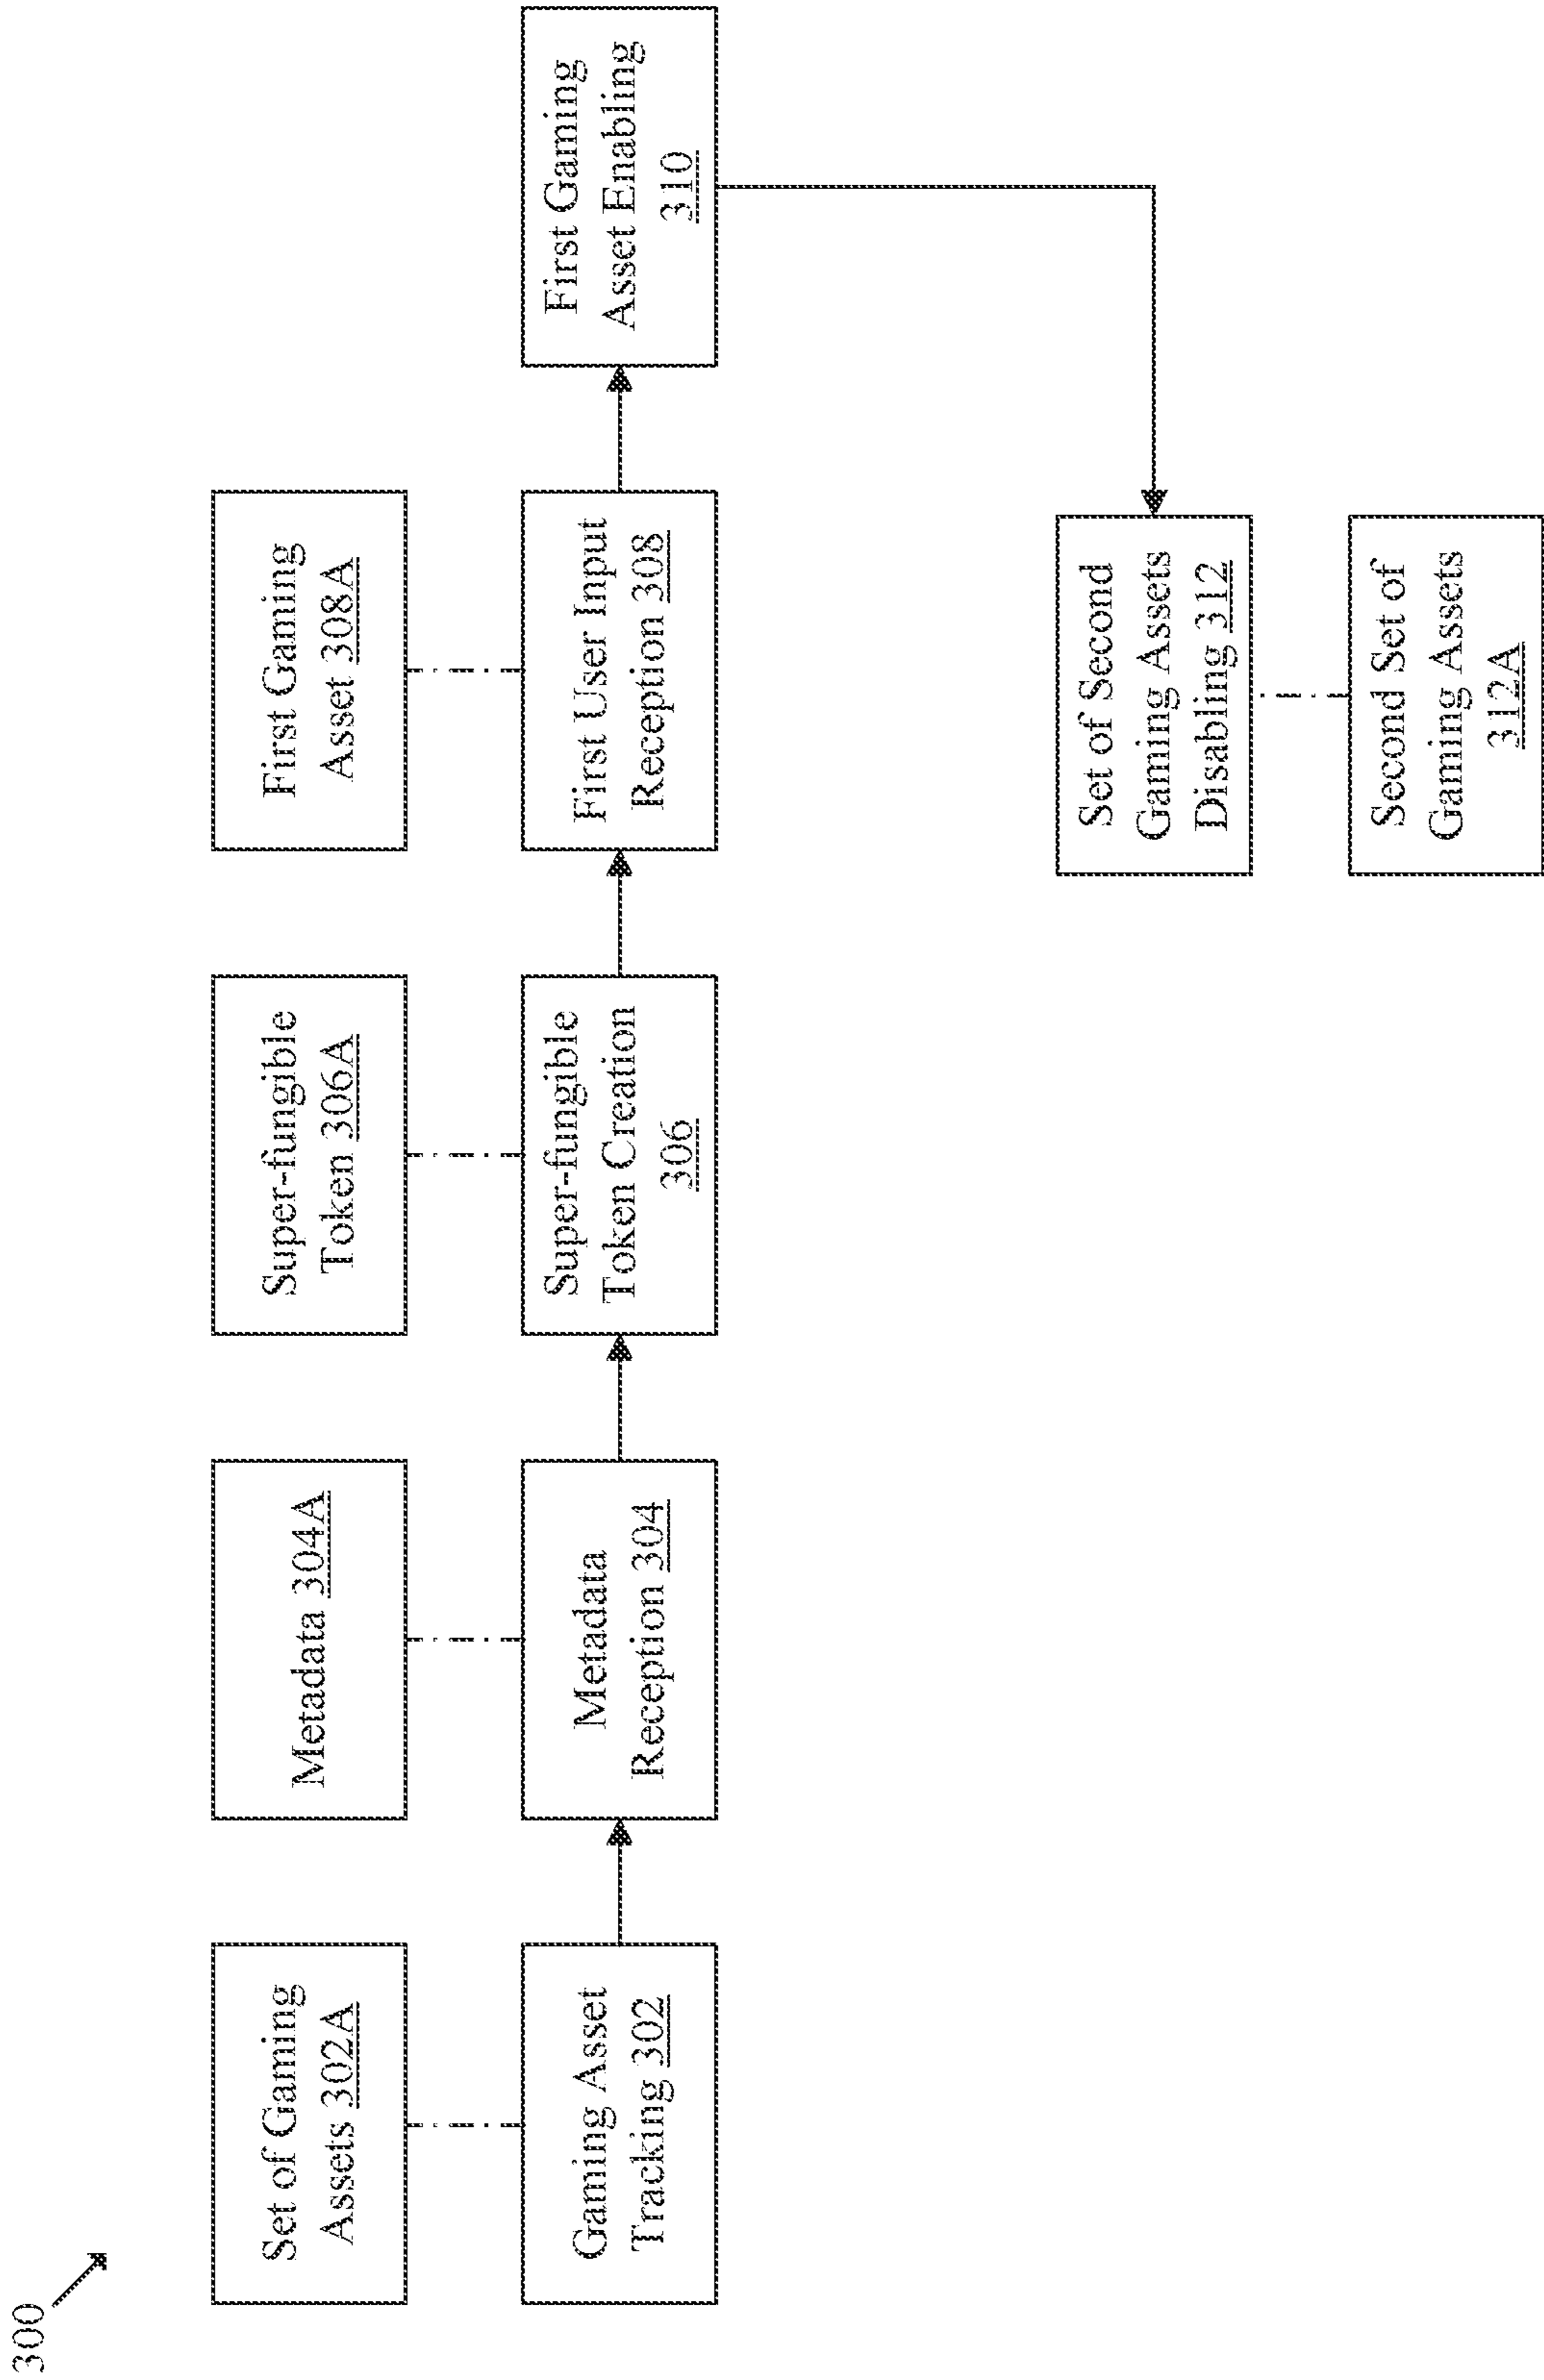 300
Set of Gaming
Assets 302A
Metadata 304A
Super-fungible
Token 306A
First Gaming
Asset 308A
Gaming Asset
Tracking 302
Metadata
Reception 304
Super-fungible
Token Creation
306
First User Input
Reception 308
First Gaming
Asset Enabling
310
Set of Second
Gaming Assets
Disabling 312
Second Set of
Gaming Assets
312A